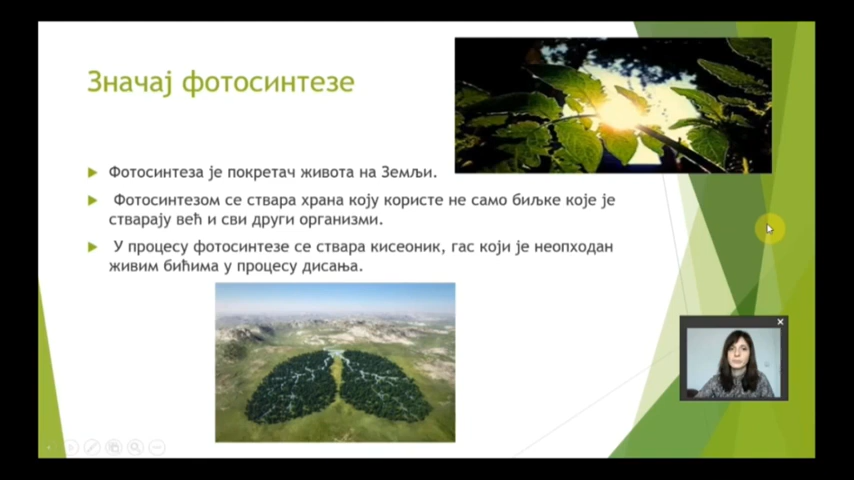 Значај фотосинтезе
Фотосинтеза је покретач живота на Земљи.
Фотосинтезом се ствара храна коју користе не само биљке које је
стварају већ и сви други организми.
У процесу фотосинтезе се ствара кисеоник, гас који је неопходан
живим бићима у процесу дисања.